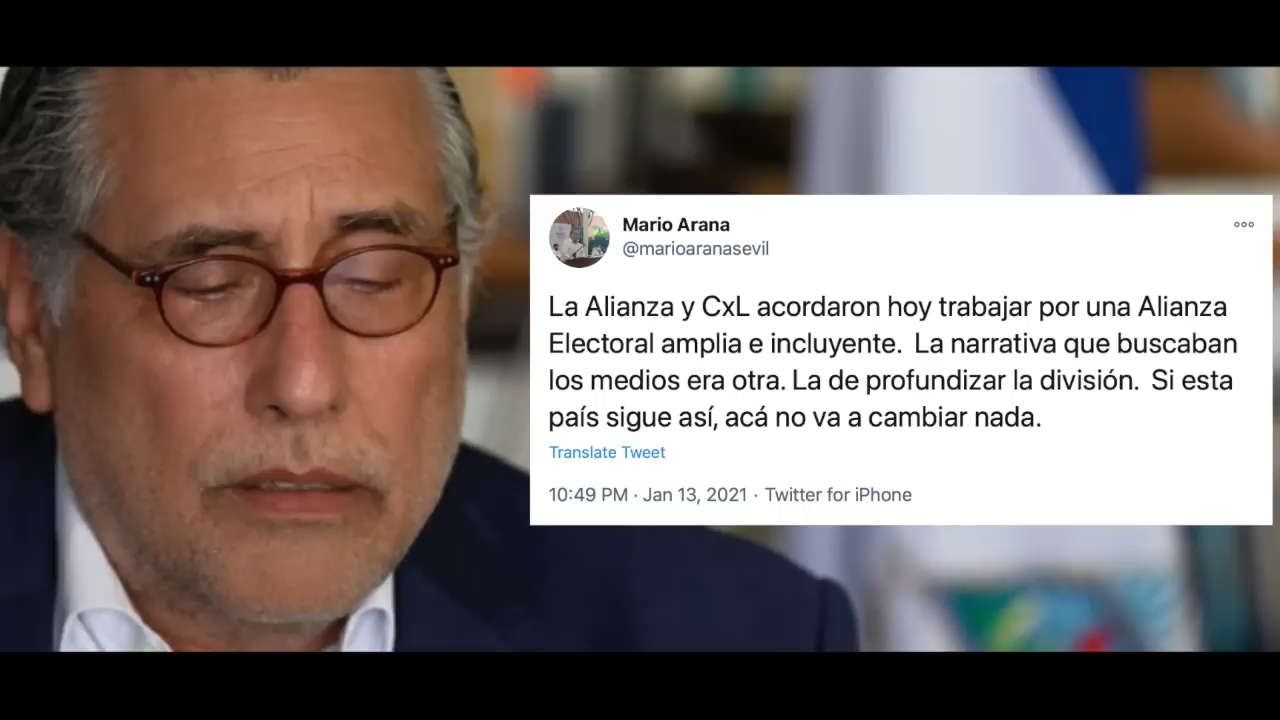 Mario Arana
@marioaranasevil
La Alianza y CxL acordaron hoy trabajar por una Alianza
Electoral amplia e incluyente.  La narrativa que buscaban
los medios era otra. La de profundizar la división.  Si esta
país sigue así, acá no va a cambiar nada.
Translate Tweet
10:49 PM · Jan 13, 2021 · Twitter for iPhone